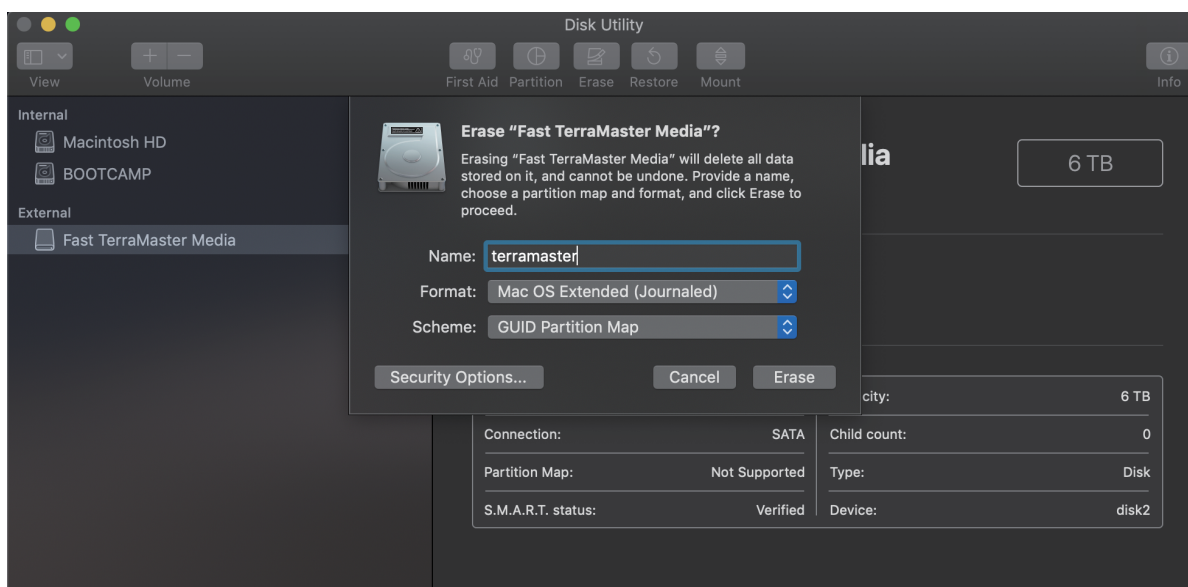 Disk Utility
View
Volume
First Aid
Partition
Erase
Restore
Mount
Info
Internal
Macintosh HD
BOOTCAMP
External
Fast TerraMaster Media
Erase “Fast TerraMaster Media”?
Erasing “Fast TerraMaster Media” will delete all data
stored on it, and cannot be undone. Provide a name,
choose a partition map and format, and click Erase to
proceed.
Name: terramaster
Format: Mac OS Extended (Journaled)
Scheme: GUID Partition Map
Security Options...
Cancel
Erase
lia
6 TB
city: 6 TB
Connection: SATA
Child count: 0
Partition Map: Not Supported
Type: Disk
S.M.A.R.T. status: Verified
Device: disk2